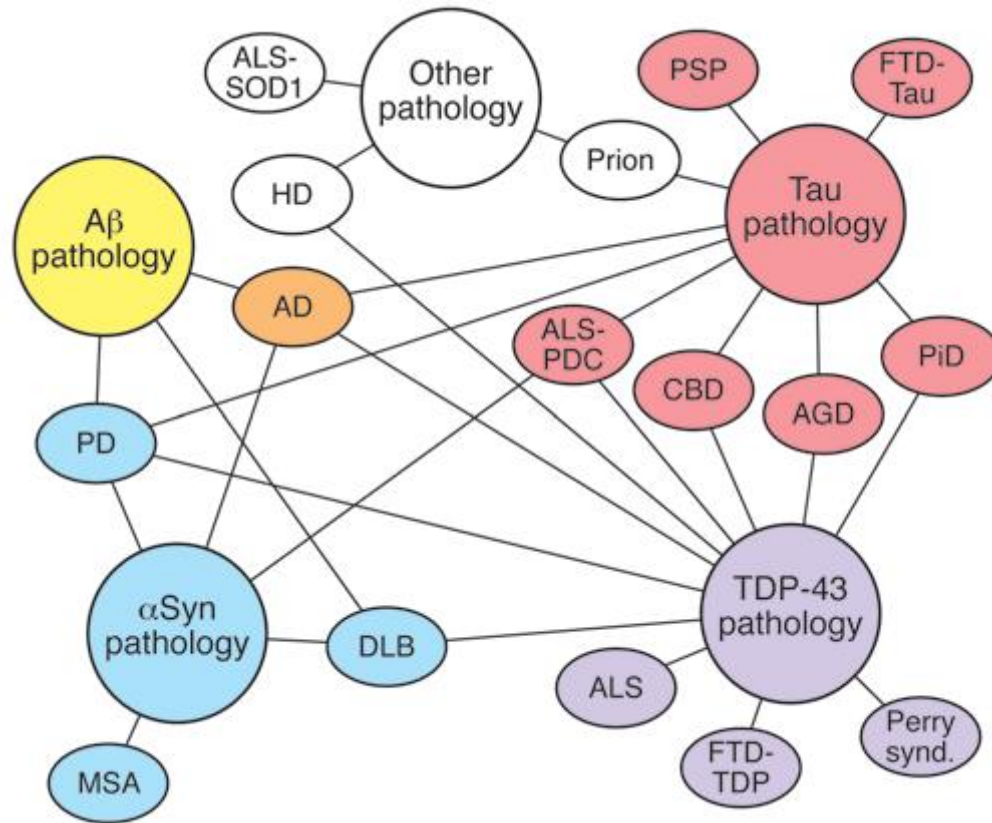 ALS-
SOD1
Other
pathology
PSP
FTD-
Tau
Prion
HD
Tau
pathology
Aβ
pathology
AD
ALS-
PDC
PiD
CBD
AGD
PD
αSyn
pathology
DLB
TDP-43
pathology
ALS
Perry
synd.
FTD-
TDP
MSA